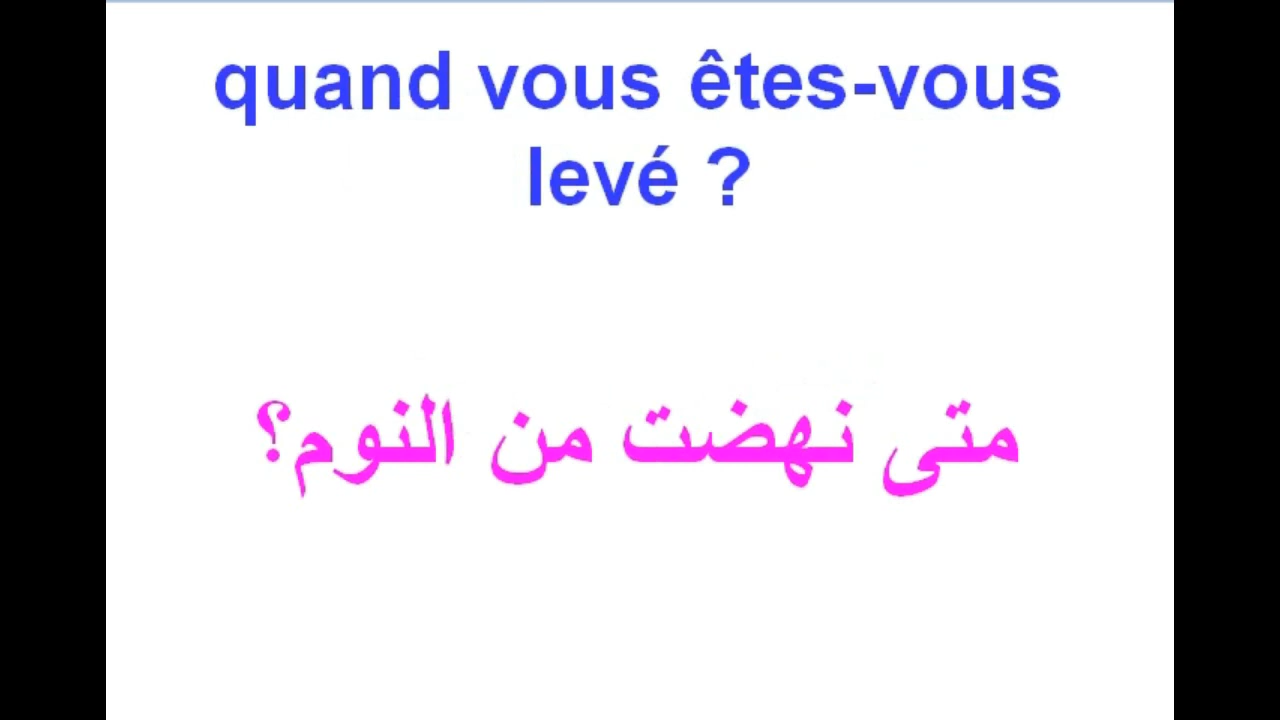 quand vous êtes-vous
levé ?
متى نهضت من النوم؟